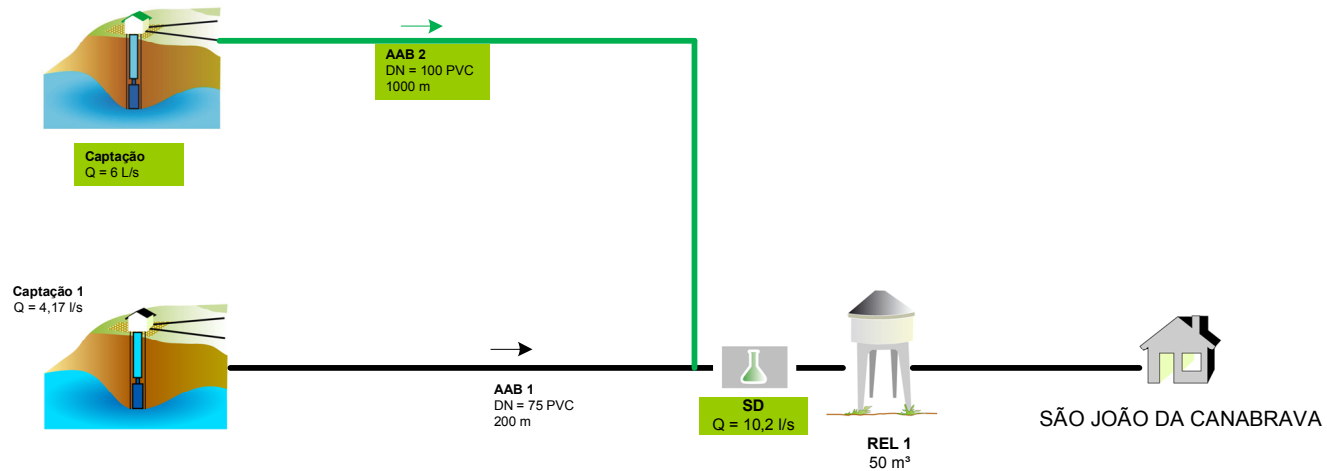 AAB 2
DN = 100 PVC
1000 m
Captação
Q = 6 L/s
Captação 1
Q = 4,17 l/s
AAB 1
DN = 75 PVC
200 m
SD
Q = 10,2 l/s
REL 1
50 m³
SÃO JOÃO DA CANABRAVA